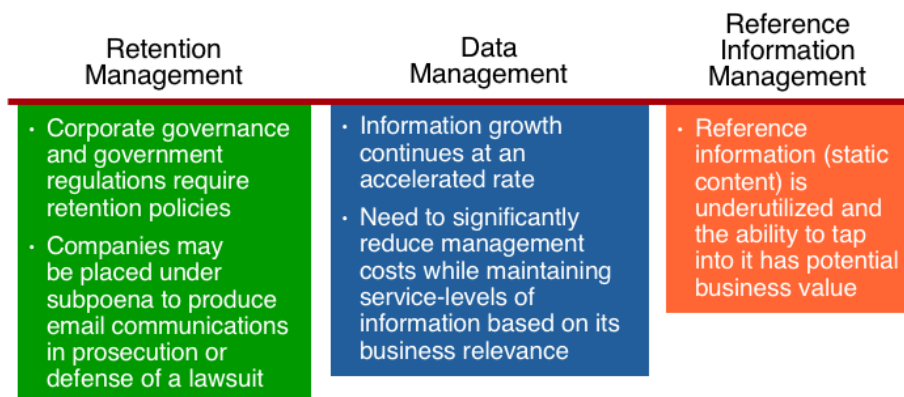 Retention
Management
• Corporate governance
and government
regulations require
retention policies
• Companies may
be placed under
subpoena to produce
email communications
in prosecution or
defense of a lawsuit
Data
Management
• Information growth
continues at an
accelerated rate
• Need to significantly
reduce management
costs while maintaining
service-levels of
information based on its
business relevance
Reference
Information
Management
• Reference
information (static
content) is
underutilized and
the ability to tap
into it has potential
business value